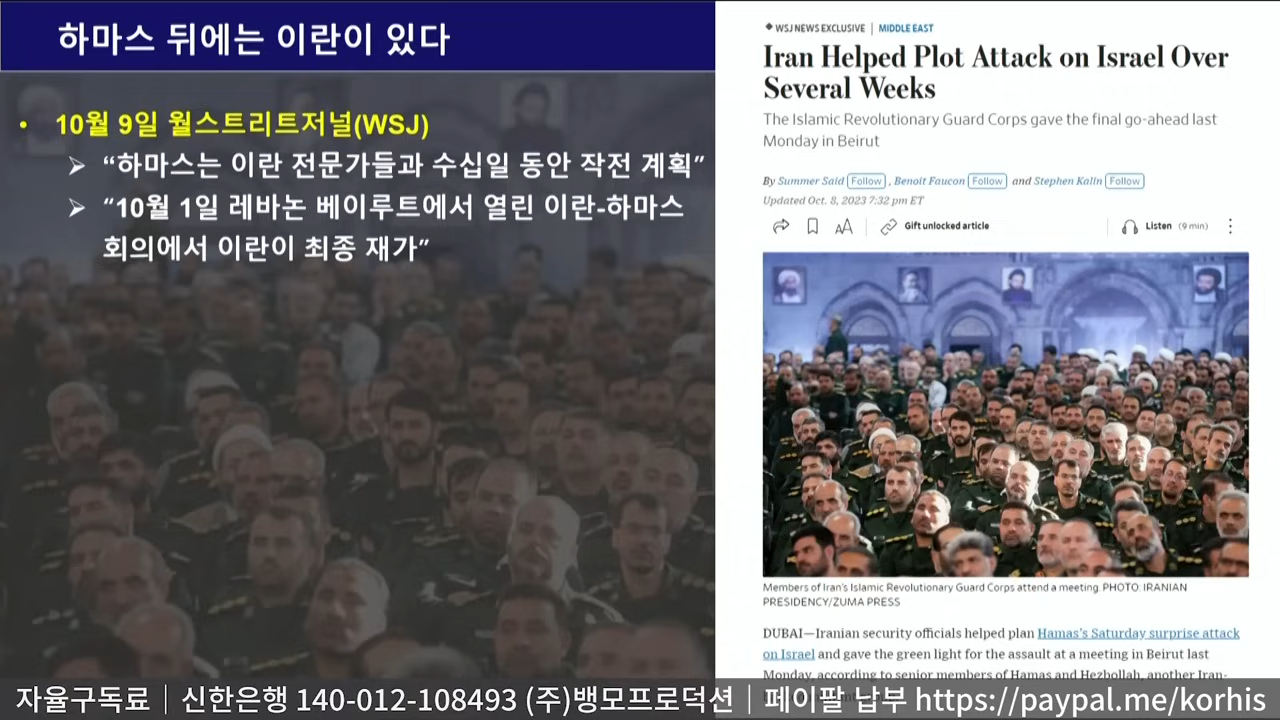 하마스 뒤에는 이란이 있다
• 10월 9일 월스트리트저널(WSJ)
➢ “하마스는 이란 전문가들과 수십일 동안 작전 계획”
➢ “10월 1일 레바논 베이루트에서 열린 이란-하마스
회의에서 이란이 최종 재가”
◆ WSJ NEWS EXCLUSIVE | MIDDLE EAST
Iran Helped Plot Attack on Israel Over
Several Weeks
The Islamic Revolutionary Guard Corps gave the final go-ahead last
Monday in Beirut
By Summer Said Follow , Benoit Faucon Follow and Stephen Kalin Follow
Updated Oct. 8, 2023 7:32 pm ET
AA Gift unlocked article Listen (9 min)
Members of Iran's Islamic Revolutionary Guard Corps attend a meeting. PHOTO: IRANIAN
PRESIDENCY/ZUMA PRESS
DUBAI—Iranian security officials helped plan Hamas's Saturday surprise attack
on Israel and gave the green light for the assault at a meeting in Beirut last
Monday, according to senior members of Hamas and Hezbollah, another Iran-
자율구독료｜신한은행 140-012-108493 (주)뱅모프로덕션｜페이팔 납부 https://paypal.me/korhis